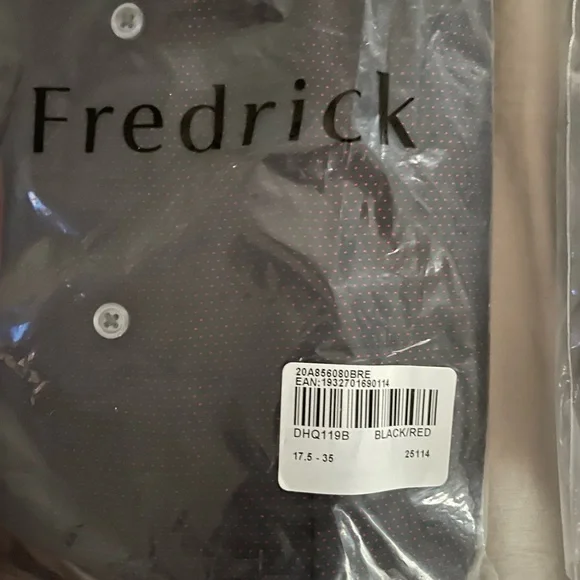 Fredrick
20A856080BRE
EAN:1932701690114
DHQ119B BLACK/RED
17.5 - 35 25114